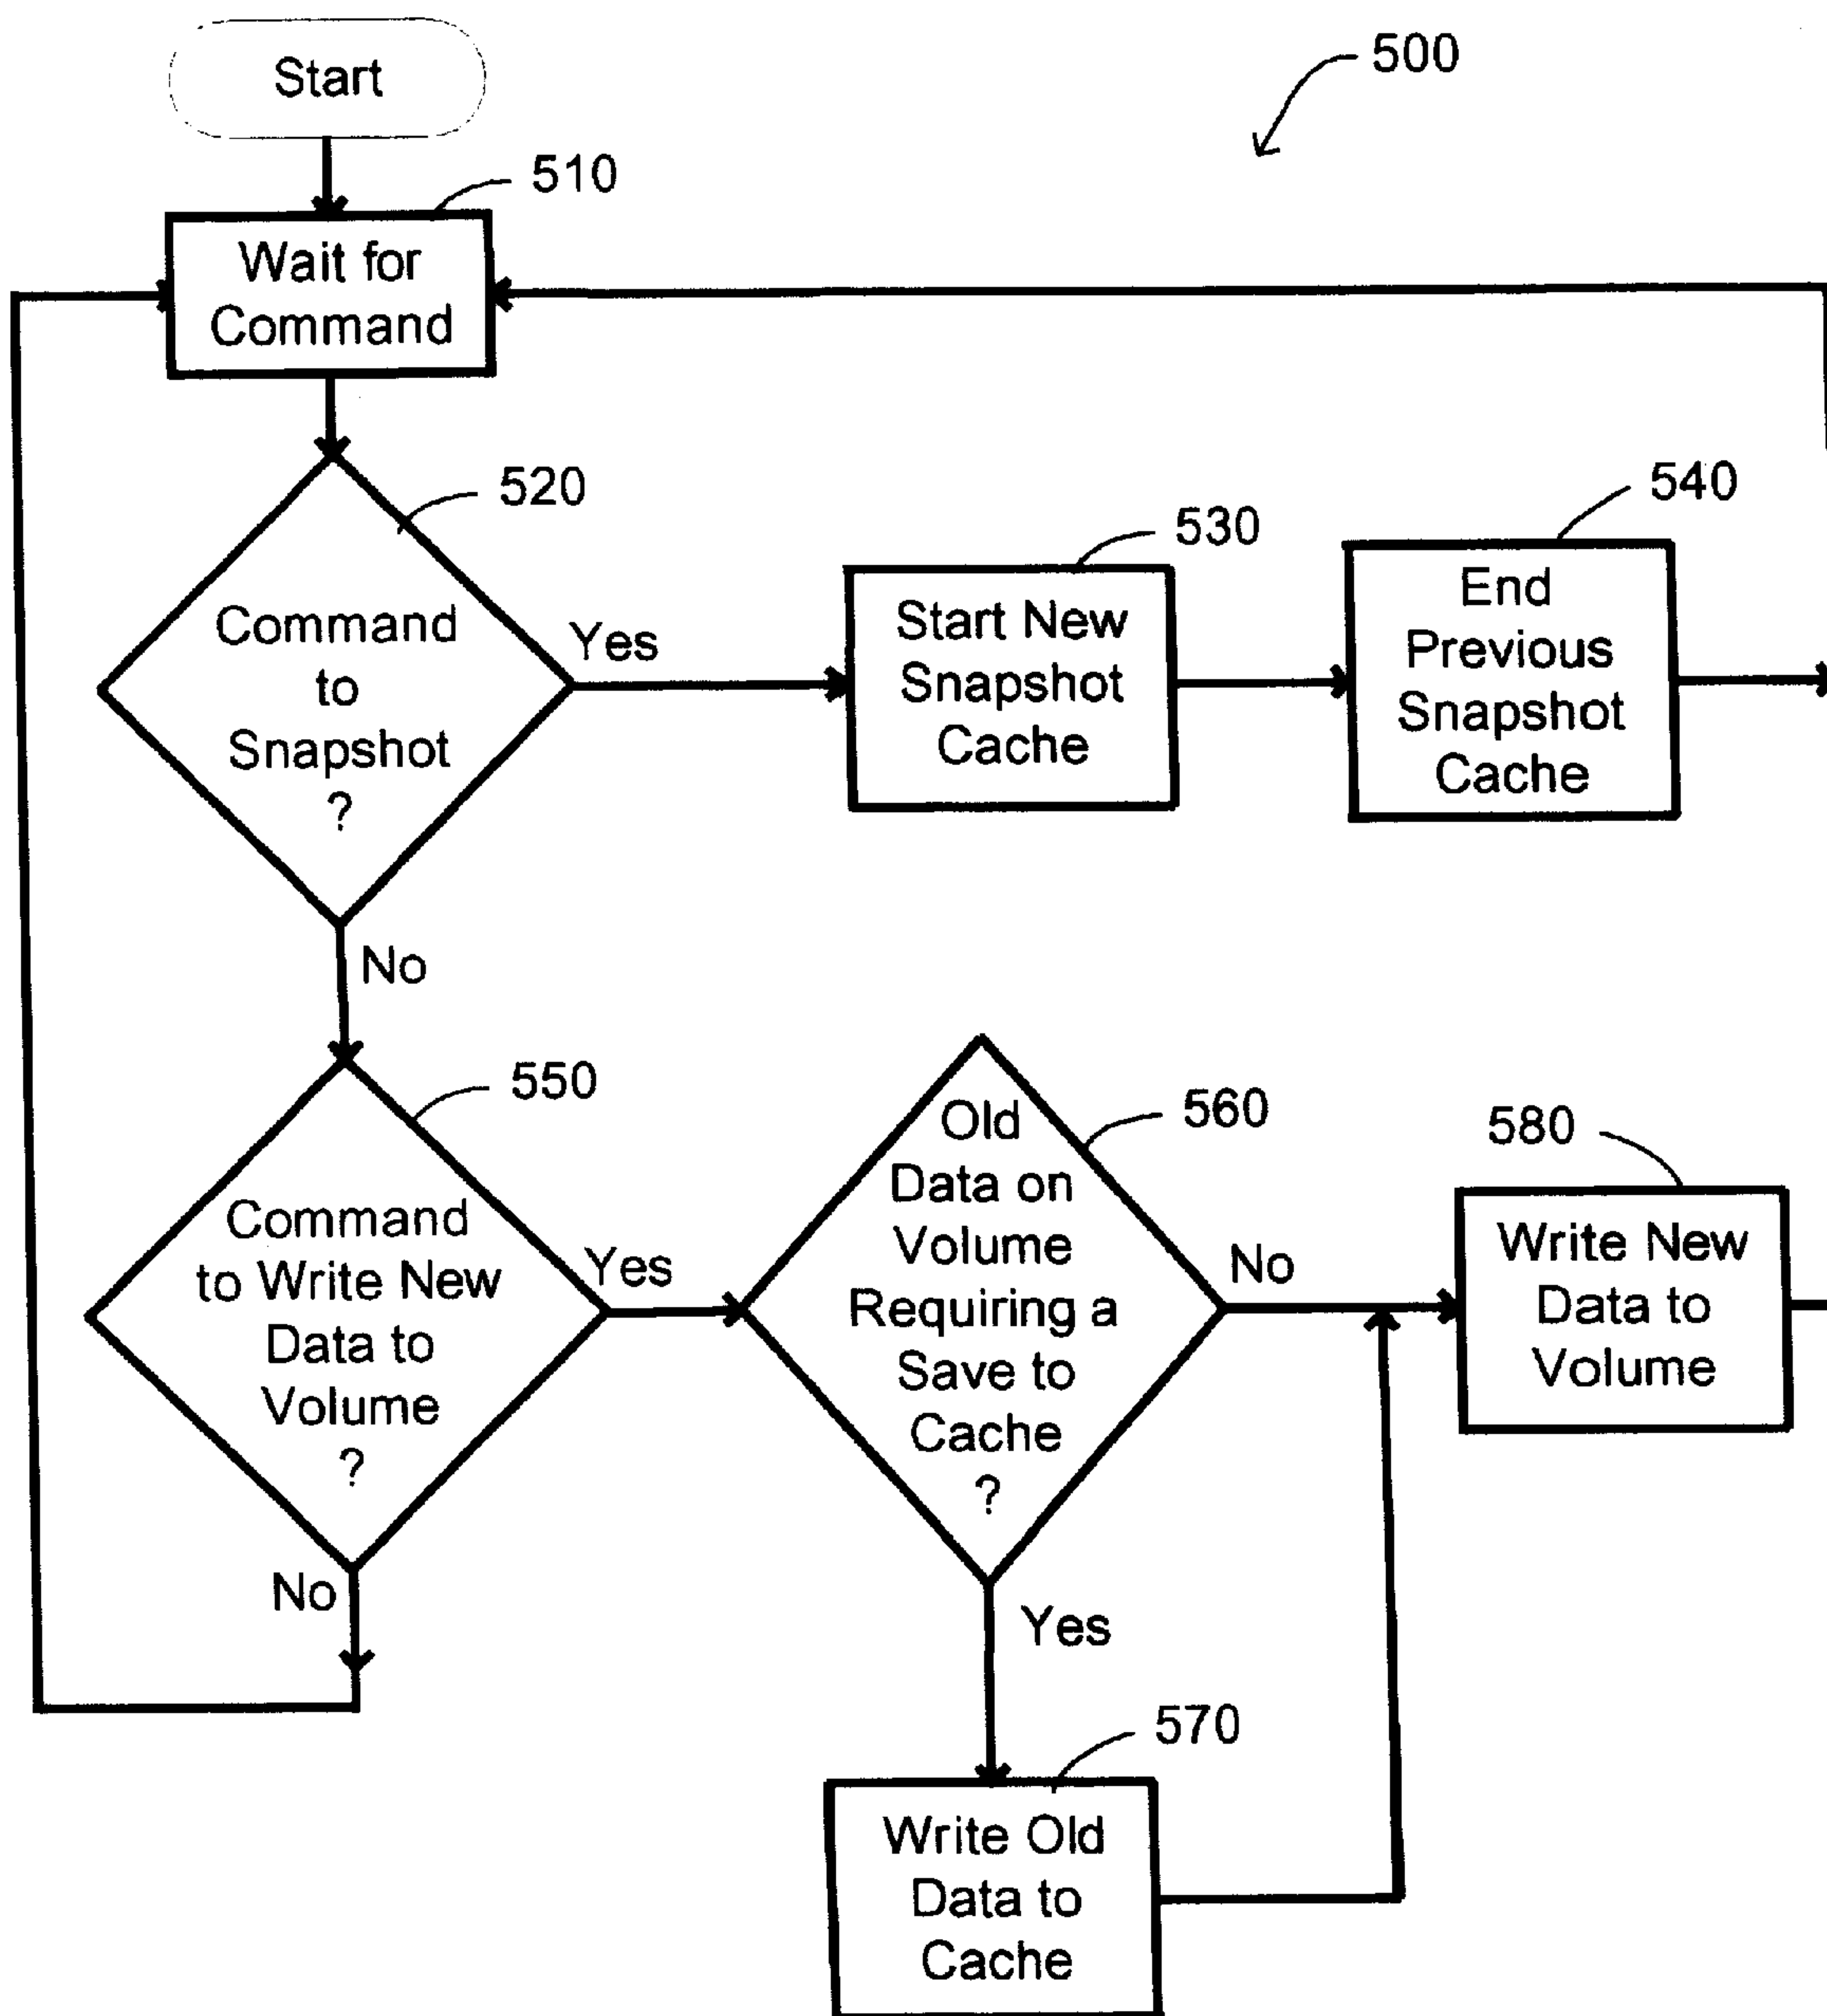 Start
500
510
Wait for
Command
520
Command
to
Snapshot
?
Yes
No
530
Start New
Snapshot
Cache
540
End
Previous
Snapshot
Cache
550
Command
to Write New
Data to
Volume
?
Yes
No
560
Old
Data on
Volume
Requiring a
Save to
Cache
?
No
Yes
580
Write New
Data to
Volume
570
Write Old
Data to
Cache